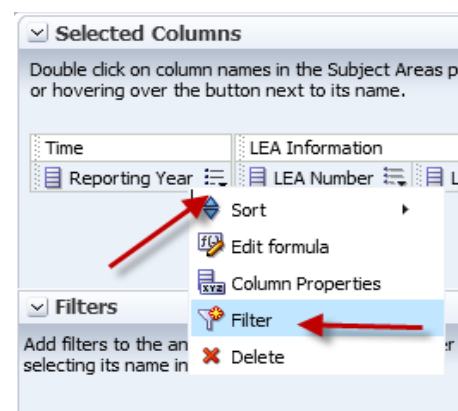 Selected Columns
Double click on column names in the Subject Areas p
or hovering over the button next to its name.
Time
LEA Information
Reporting Year
LEA Number
L
Sort
f(...)
Edit formula
XYZ
Column Properties
Filters
Filter
Add filters to the an
er
selecting its name in
Delete